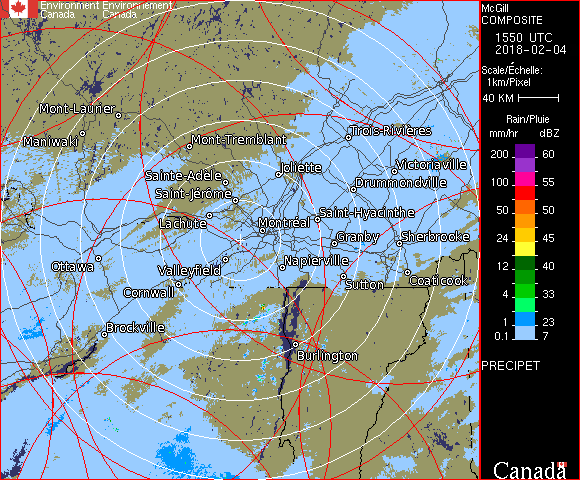 Environment Environnement
Canada Canada
McGill
COMPOSITE
1550 UTC
2018-02-04
Scale/Échelle:
1km/Pixel
40 KM
Rain/Pluie
mm/hr dBZ
200 60
100 55
50 50
24 45
12 40
4 33
1 23
0.1 7
PRECIPET
Canada
Mont-Laurier
Maniwaki
Trois-Rivières
Mont-Tremblant
Joliette
Victoriaville
Sainte-Adèle
Drummondville
Saint-Jérôme
Lachute
Saint-Hyacinthe
Montréal
Granby
Sherbrooke
Ottawa
Valleyfield
Napierville
Cornwall
Sutton
Coaticook
Brockville
Burlington